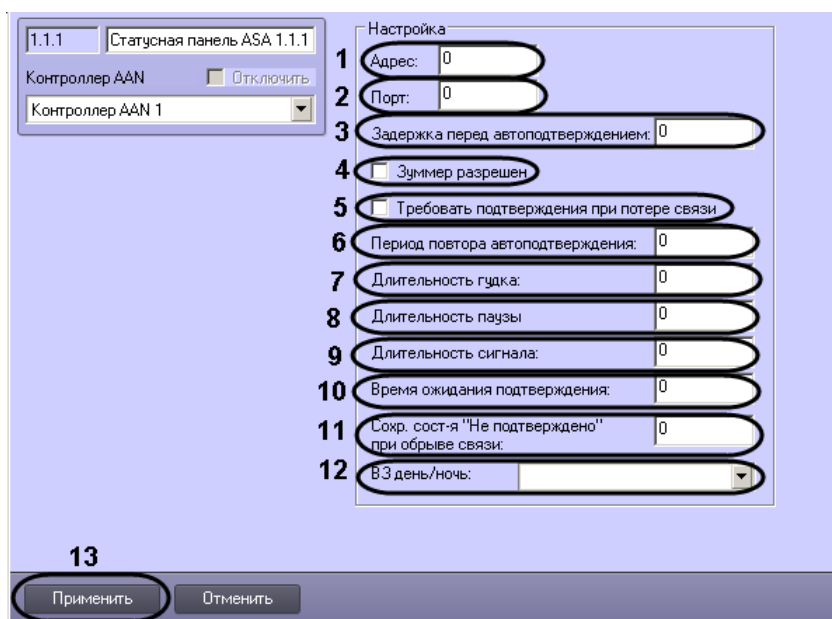 1.1.1 Статусная панель ASA 1.1.1
Контроллер AAN Отключить
Контроллер AAN 1
Настройка
1 Адрес: 0
2 Порт: 0
3 Задержка перед автоподтверждением: 0
4 Зуммер разрешен
5 Требовать подтверждения при потере связи
6 Период повтора автоподтверждения: 0
7 Длительность гудка: 0
8 Длительность паузы 0
9 Длительность сигнала: 0
10 Время ожидания подтверждения: 0
11 Сохр. сост-я "Не подтверждено" 0
при обрыве связи:
12 ВЗ день/ночь:
13
Применить Отменить